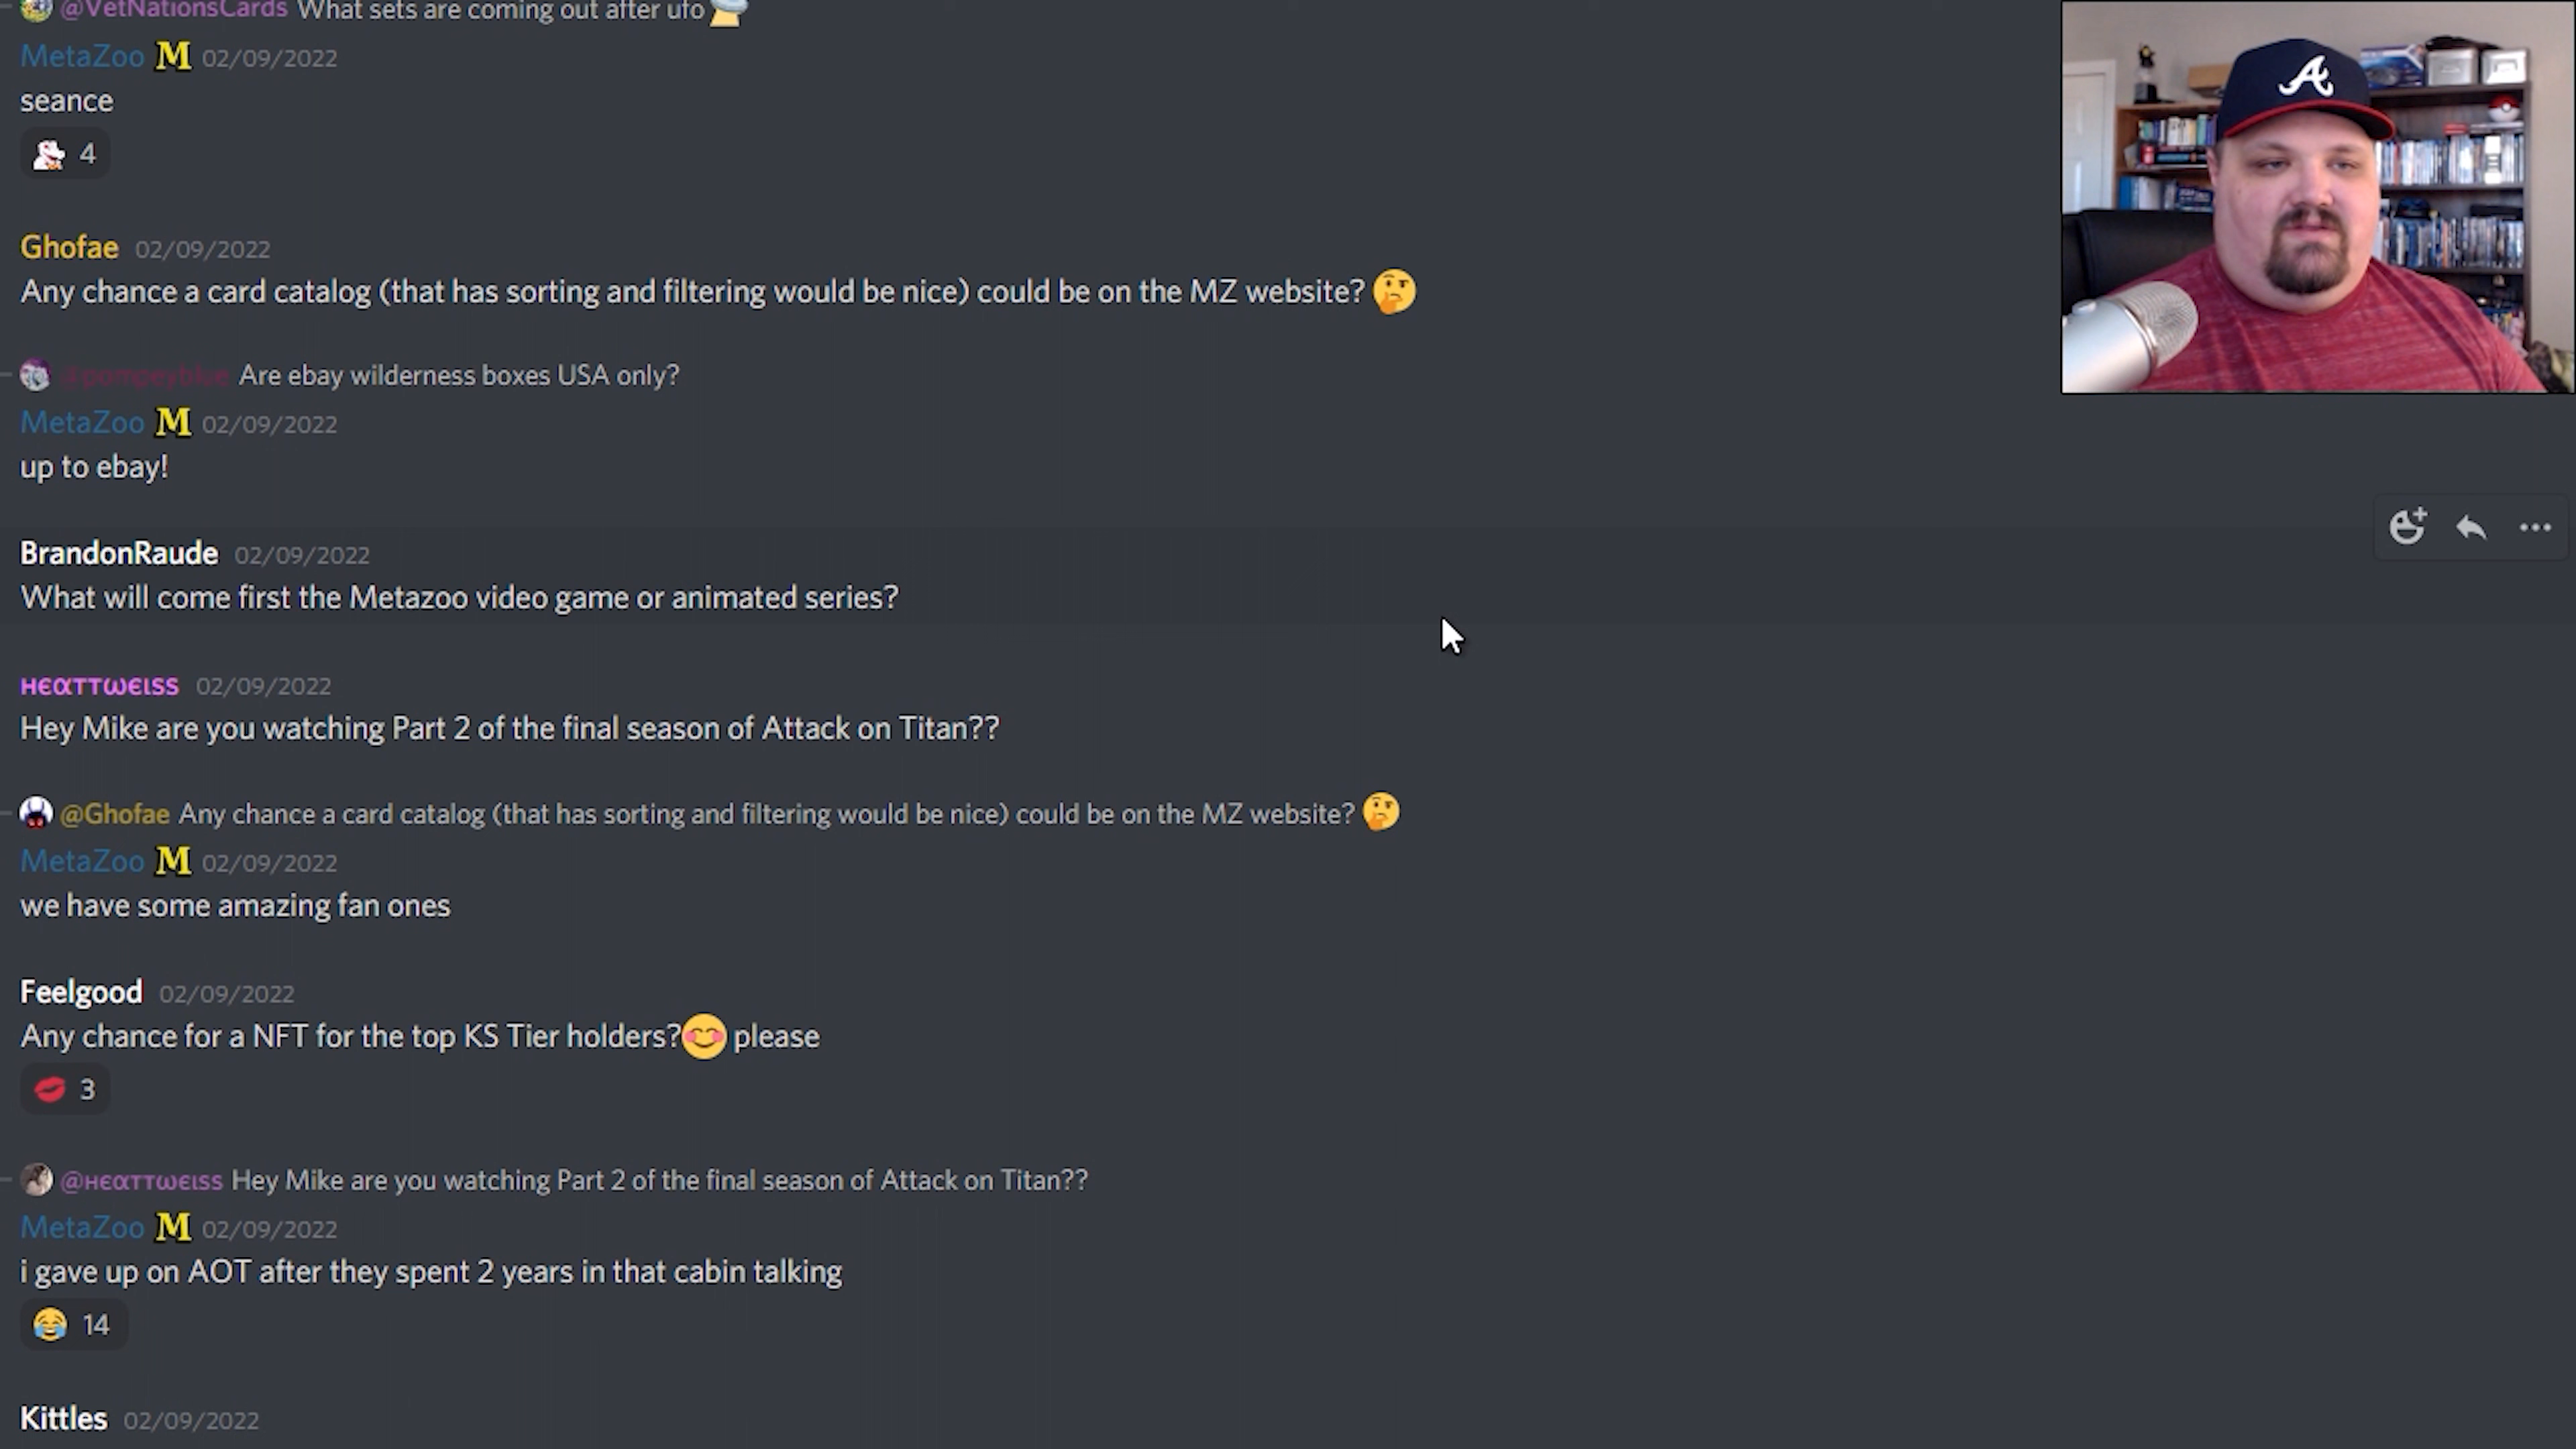 @VetNationsCards What sets are coming out after ufo
MetaZoo M 02/09/2022
seance
4
Ghofae 02/09/2022
Any chance a card catalog (that has sorting and filtering would be nice) could be on the MZ website? 🤔
@pompeyblue Are ebay wilderness boxes USA only?
MetaZoo M 02/09/2022
up to ebay!
BrandonRaude 02/09/2022
What will come first the Metazoo video game or animated series?
нєαттωєιѕѕ 02/09/2022
Hey Mike are you watching Part 2 of the final season of Attack on Titan??
@Ghofae Any chance a card catalog (that has sorting and filtering would be nice) could be on the MZ website? 🤔
MetaZoo M 02/09/2022
we have some amazing fan ones
Feelgood 02/09/2022
Any chance for a NFT for the top KS Tier holders?😊 please
💋 3
@нєαттωєιѕѕ Hey Mike are you watching Part 2 of the final season of Attack on Titan??
MetaZoo M 02/09/2022
i gave up on AOT after they spent 2 years in that cabin talking
😂 14
Kittles 02/09/2022
A